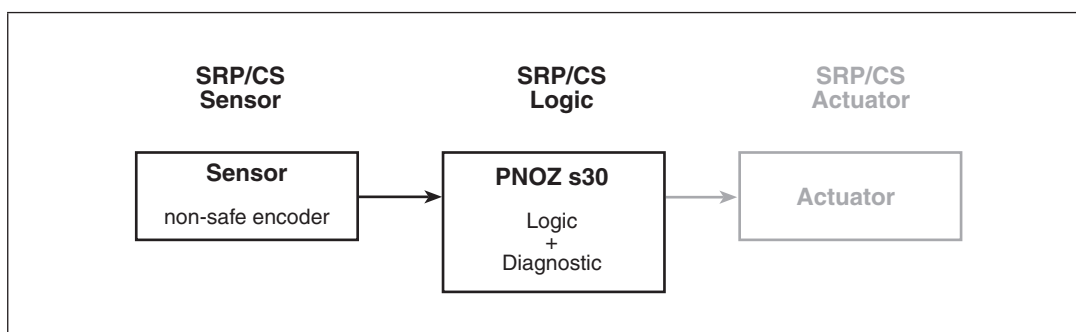 SRP/CS
Sensor
SRP/CS
Logic
SRP/CS
Actuator
Sensor
non-safe encoder
PNOZ s30
Logic
+
Diagnostic
Actuator